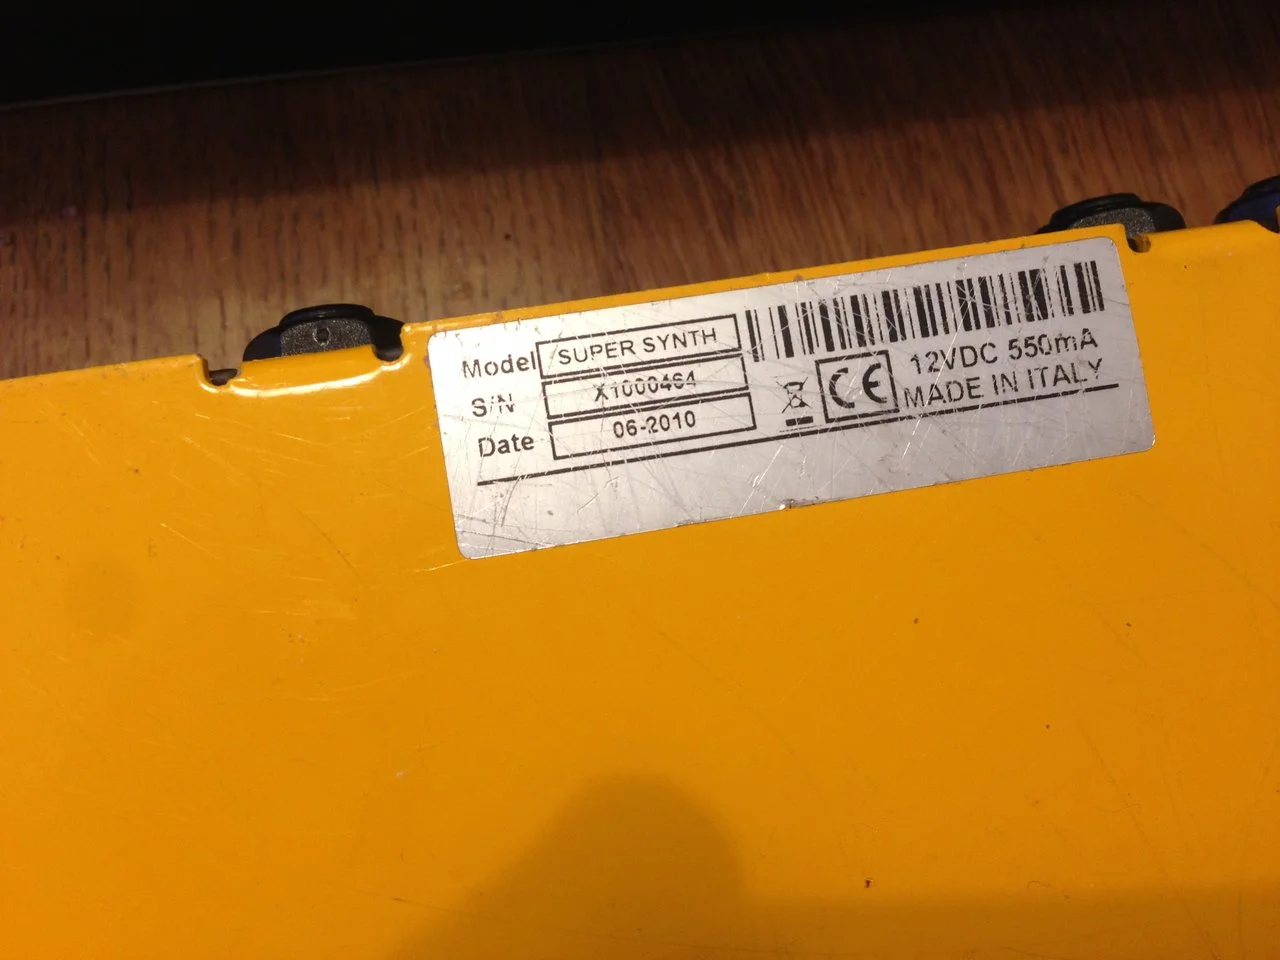 Model SUPER SYNTH
S/N X1000464
Date 06-2010
CE
12VDC 550mA
MADE IN ITALY